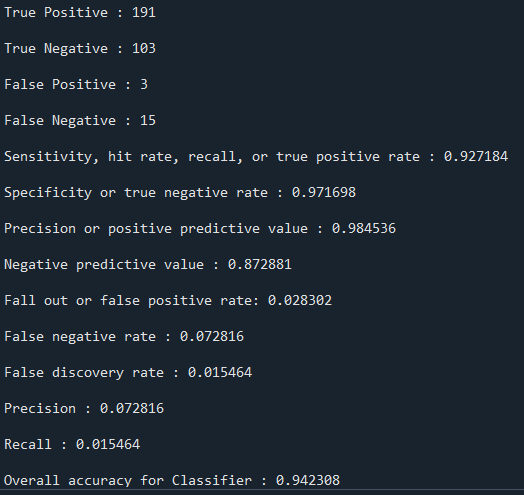 True Positive : 191
True Negative : 103
False Positive : 3
False Negative : 15
Sensitivity, hit rate, recall, or true positive rate : 0.927184
Specificity or true negative rate : 0.971698
Precision or positive predictive value : 0.984536
Negative predictive value : 0.872881
Fall out or false positive rate: 0.028302
False negative rate : 0.072816
False discovery rate : 0.015464
Precision : 0.072816
Recall : 0.015464
Overall accuracy for Classifier : 0.942308